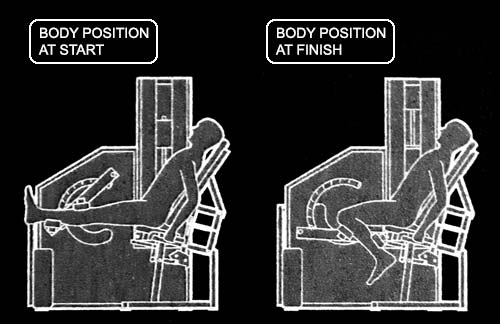 BODY POSITION
AT START
BODY POSITION
AT FINISH